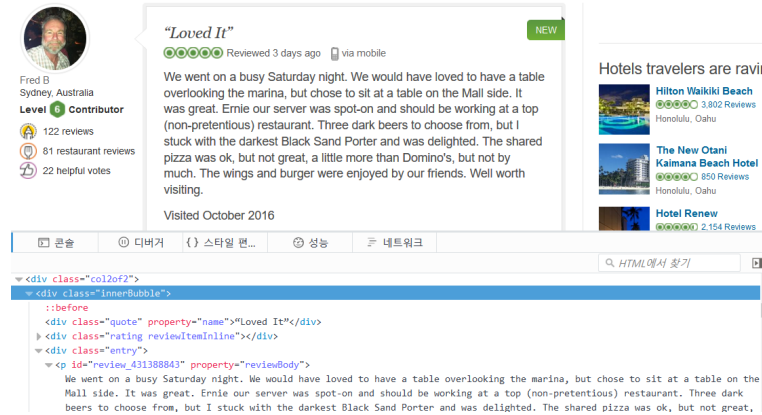 “Loved It”
NEW
Reviewed 3 days ago via mobile
We went on a busy Saturday night. We would have loved to have a table
overlooking the marina, but chose to sit at a table on the Mall side. It
was great. Ernie our server was spot-on and should be working at a top
(non-pretentious) restaurant. Three dark beers to choose from, but I
stuck with the darkest Black Sand Porter and was delighted. The shared
pizza was ok, but not great, a little more than Domino's, but not by
much. The wings and burger were enjoyed by our friends. Well worth
visiting.
Visited October 2016
Fred B
Sydney, Australia
Level 6 Contributor
122 reviews
81 restaurant reviews
22 helpful votes
Hotels travelers are ravi
Hilton Waikiki Beach
3,802 Reviews
Honolulu, Oahu
The New Otani
Kaimana Beach Hotel
850 Reviews
Honolulu, Oahu
Hotel Renew
2,154 Reviews
콘솔 디버거 {} 스타일 편... 성능 네트워크
HTML에서 찾기
<div class="col2of2">
<div class="innerBubble">
::before
<div class="quote" property="name">“Loved It”</div>
<div class="rating reviewItemInline"></div>
<div class="entry">
<p id="review_431388843" property="reviewBody">
We went on a busy Saturday night. We would have loved to have a table overlooking the marina, but chose to sit at a table on the
Mall side. It was great. Ernie our server was spot-on and should be working at a top (non-pretentious) restaurant. Three dark
beers to choose from, but I stuck with the darkest Black Sand Porter and was delighted. The shared pizza was ok, but not great,